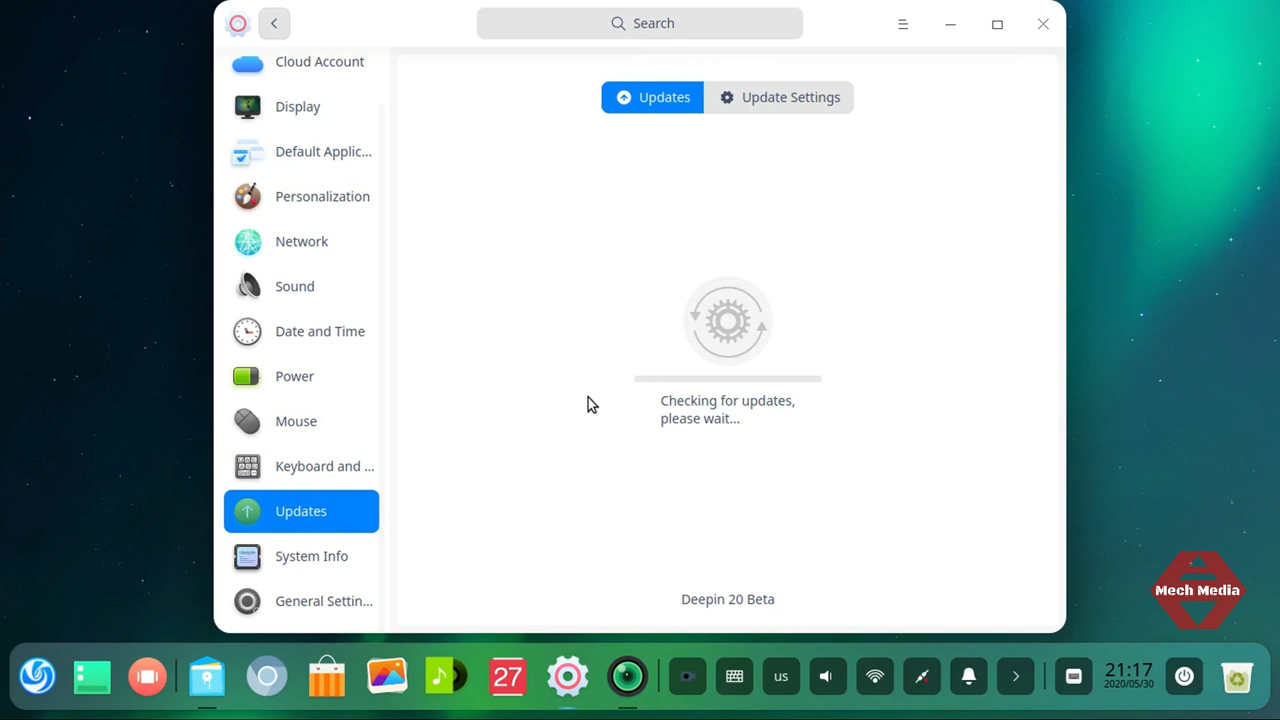 Search
Cloud Account
Display
Default Applic...
Personalization
Network
Sound
Date and Time
Power
Mouse
Keyboard and ...
Updates
System Info
General Settin...
Updates
Update Settings
Checking for updates,
please wait...
Deepin 20 Beta
Mech Media
27
us
21:17
2020/05/30